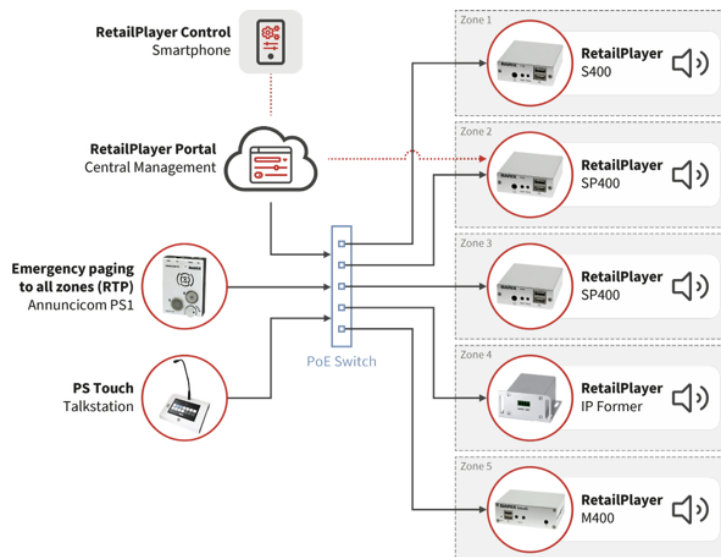 RetailPlayer Control
Smartphone
RetailPlayer Portal
Central Management
Emergency paging
to all zones (RTP)
Annuncicom PS1
PS Touch
Talkstation
PoE Switch
Zone 1
RetailPlayer
S400
Zone 2
RetailPlayer
SP400
Zone 3
RetailPlayer
SP400
Zone 4
RetailPlayer
IP Former
Zone 5
RetailPlayer
M400